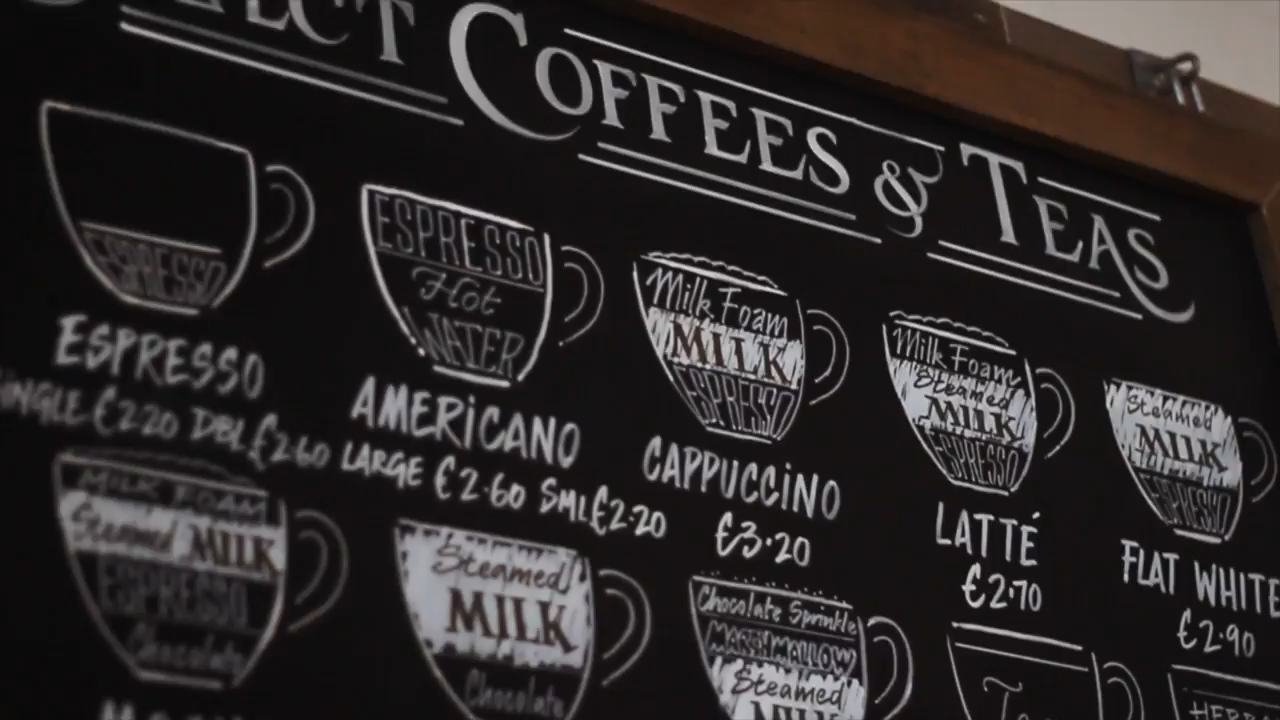 COFFEES & TEAS
ESPRESSO
ESPRESSO
£2.20 DBL £2.60
ESPRESSO
Hot
WATER
AMERICANO
LARGE £2.60 SML £2.20
Milk Foam
MILK
ESPRESSO
CAPPUCCINO
£3.20
Milk Foam
Steamed
MILK
ESPRESSO
LATTÉ
£2.70
Steamed
MILK
ESPRESSO
FLAT WHITE
£2.90
MILK FOAM
Steamed MILK
ESPRESSO
Chocolate
Steamed
MILK
Chocolate
Chocolate Sprinkle
MARSHMALLOW
Steamed
MILK